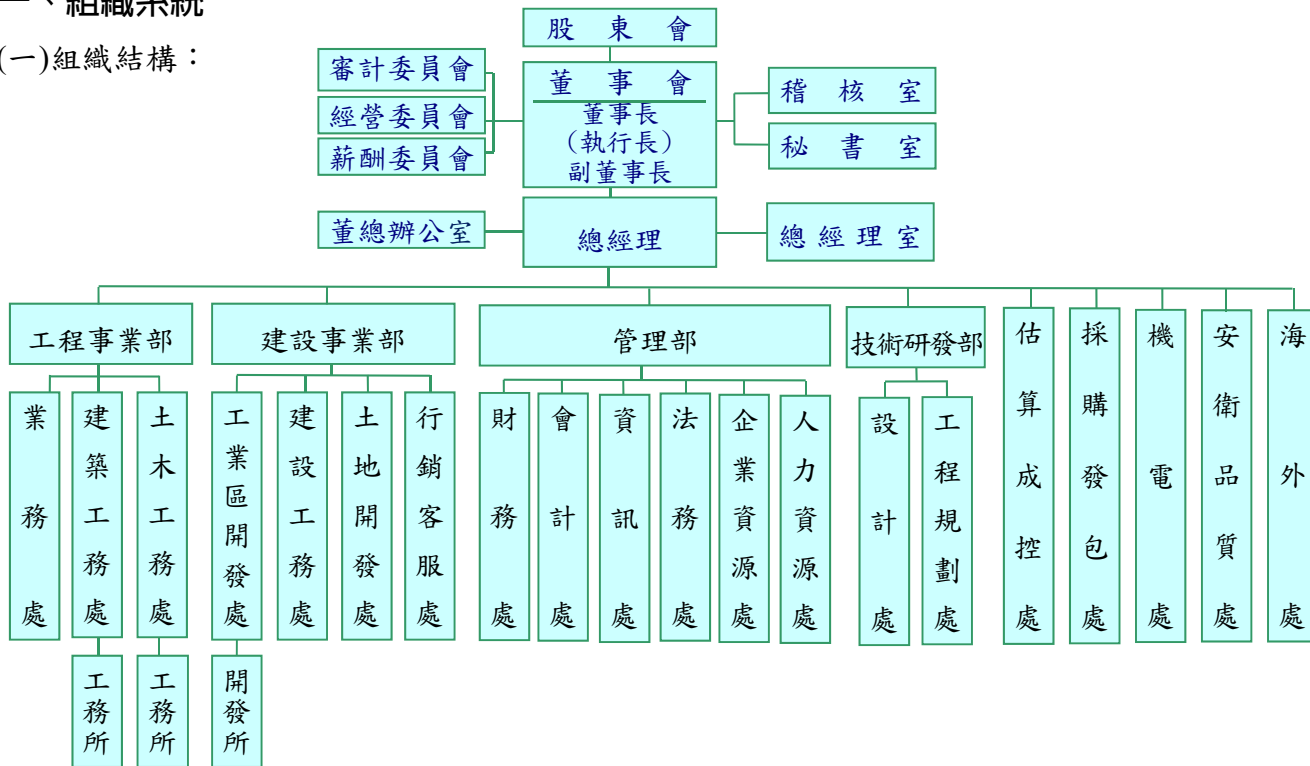 一、組織系統
(一)組織結構：
股東會
審計委員會
經營委員會
薪酬委員會
董事會
董事長
(執行長)
副董事長
稽核室
秘書室
董總辦公室
總經理
總經理室
工程事業部
建設事業部
管理部
技術研發部
估算成控處
採購發包處
機電處
安衛品質處
海外處
業務處
建築工務處
土木工務處
工業區開發處
建設工務處
土地開發處
行銷客服處
財務處
會計處
資訊處
法務處
企業資源處
人力資源處
設計處
工程規劃處
工務所
工務所
開發所